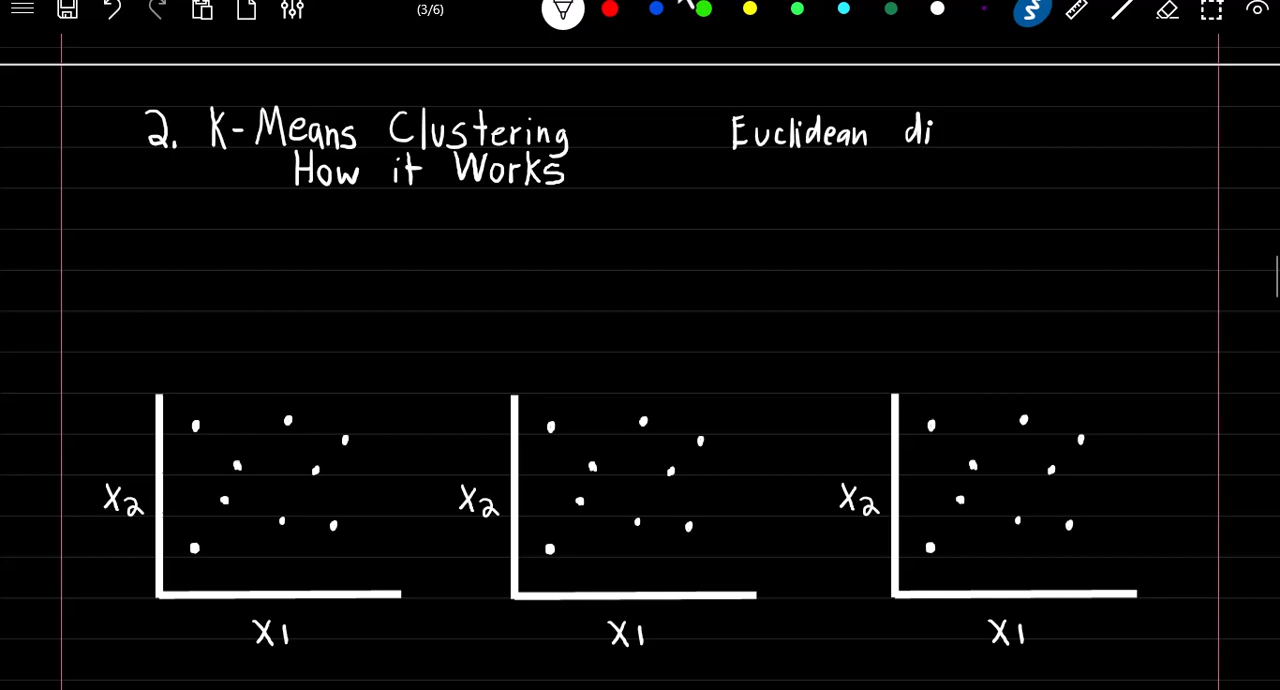 (3/6)
2. K-Means Clustering
How it Works
Euclidean di
X2
X1
X2
X1
X2
X1